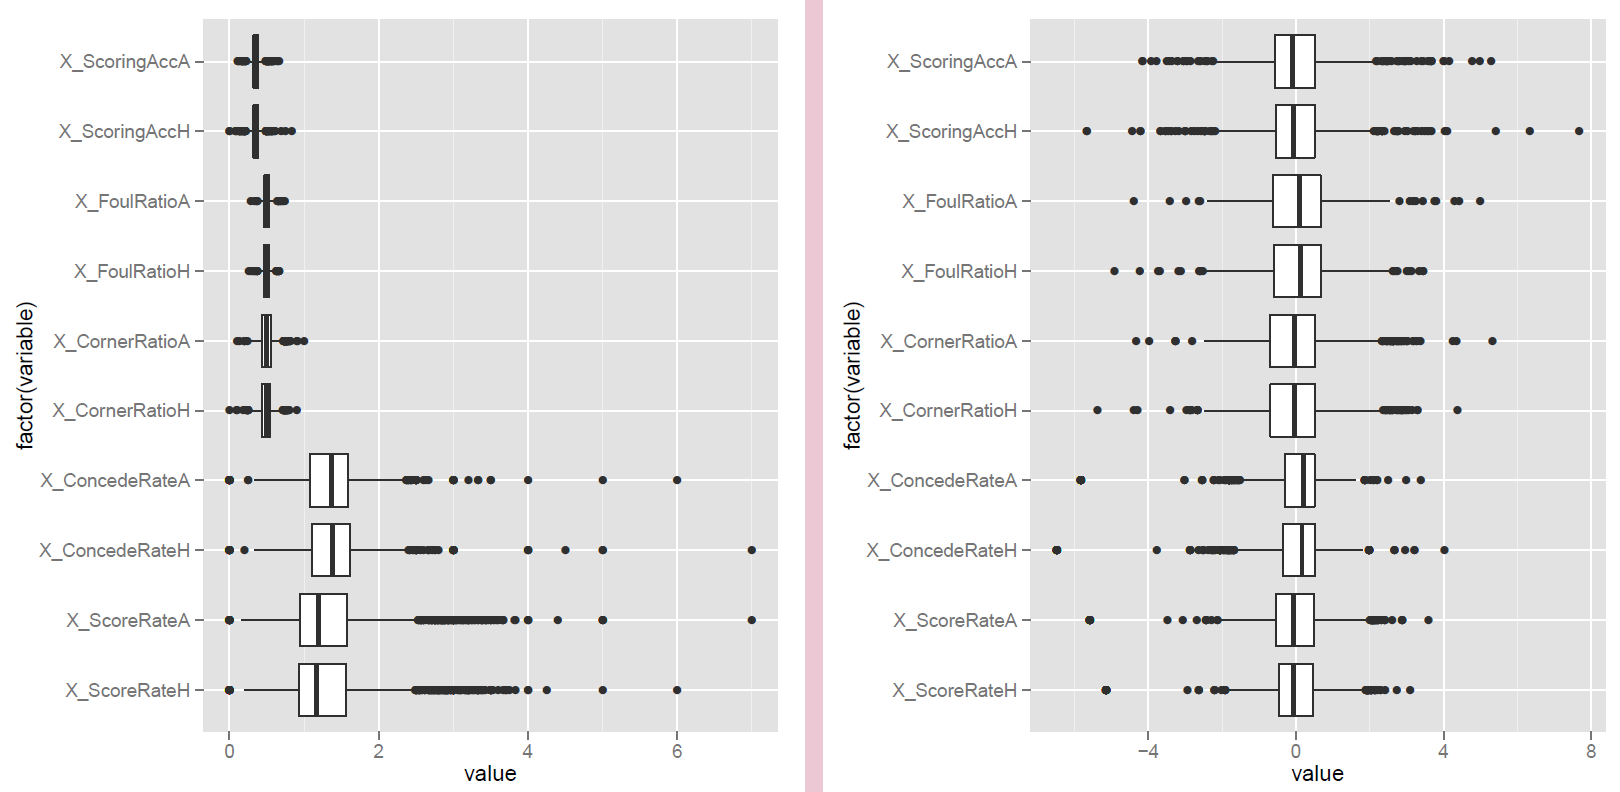 X_ScoringAccA
X_ScoringAccH
X_FoulRatioA
X_FoulRatioH
X_CornerRatioA
X_CornerRatioH
X_ConcedeRateA
X_ConcedeRateH
X_ScoreRateA
X_ScoreRateH
factor(variable)
0 2 4 6
value
X_ScoringAccA
X_ScoringAccH
X_FoulRatioA
X_FoulRatioH
X_CornerRatioA
X_CornerRatioH
X_ConcedeRateA
X_ConcedeRateH
X_ScoreRateA
X_ScoreRateH
factor(variable)
−4 0 4 8
value